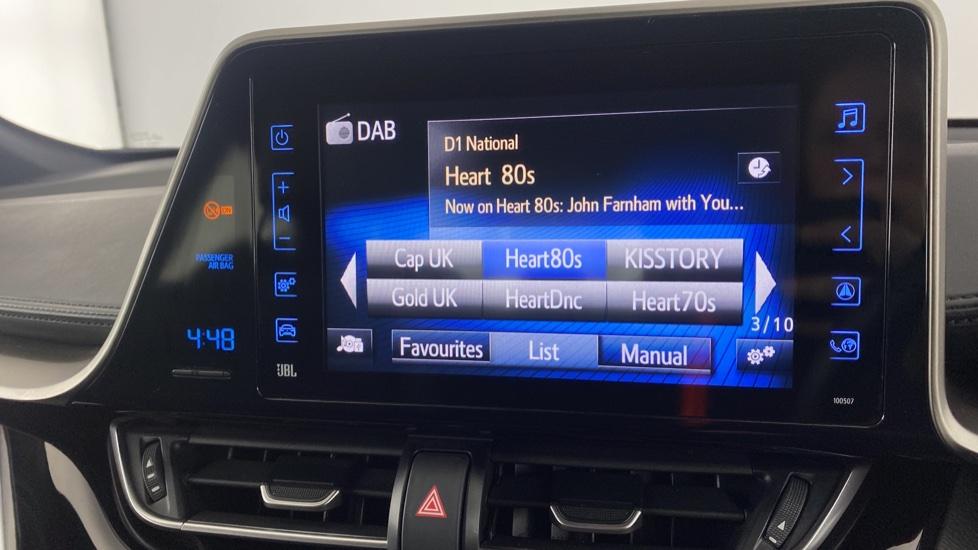 DAB
D1 National
Heart 80s
Now on Heart 80s: John Farnham with You...
Cap UK Heart80s KISSTORY
Gold UK HeartDnc Heart70s
3/10
Favourites List Manual
+
-
ON
PASSENGER
AIR BAG
4:48
JBL
100507